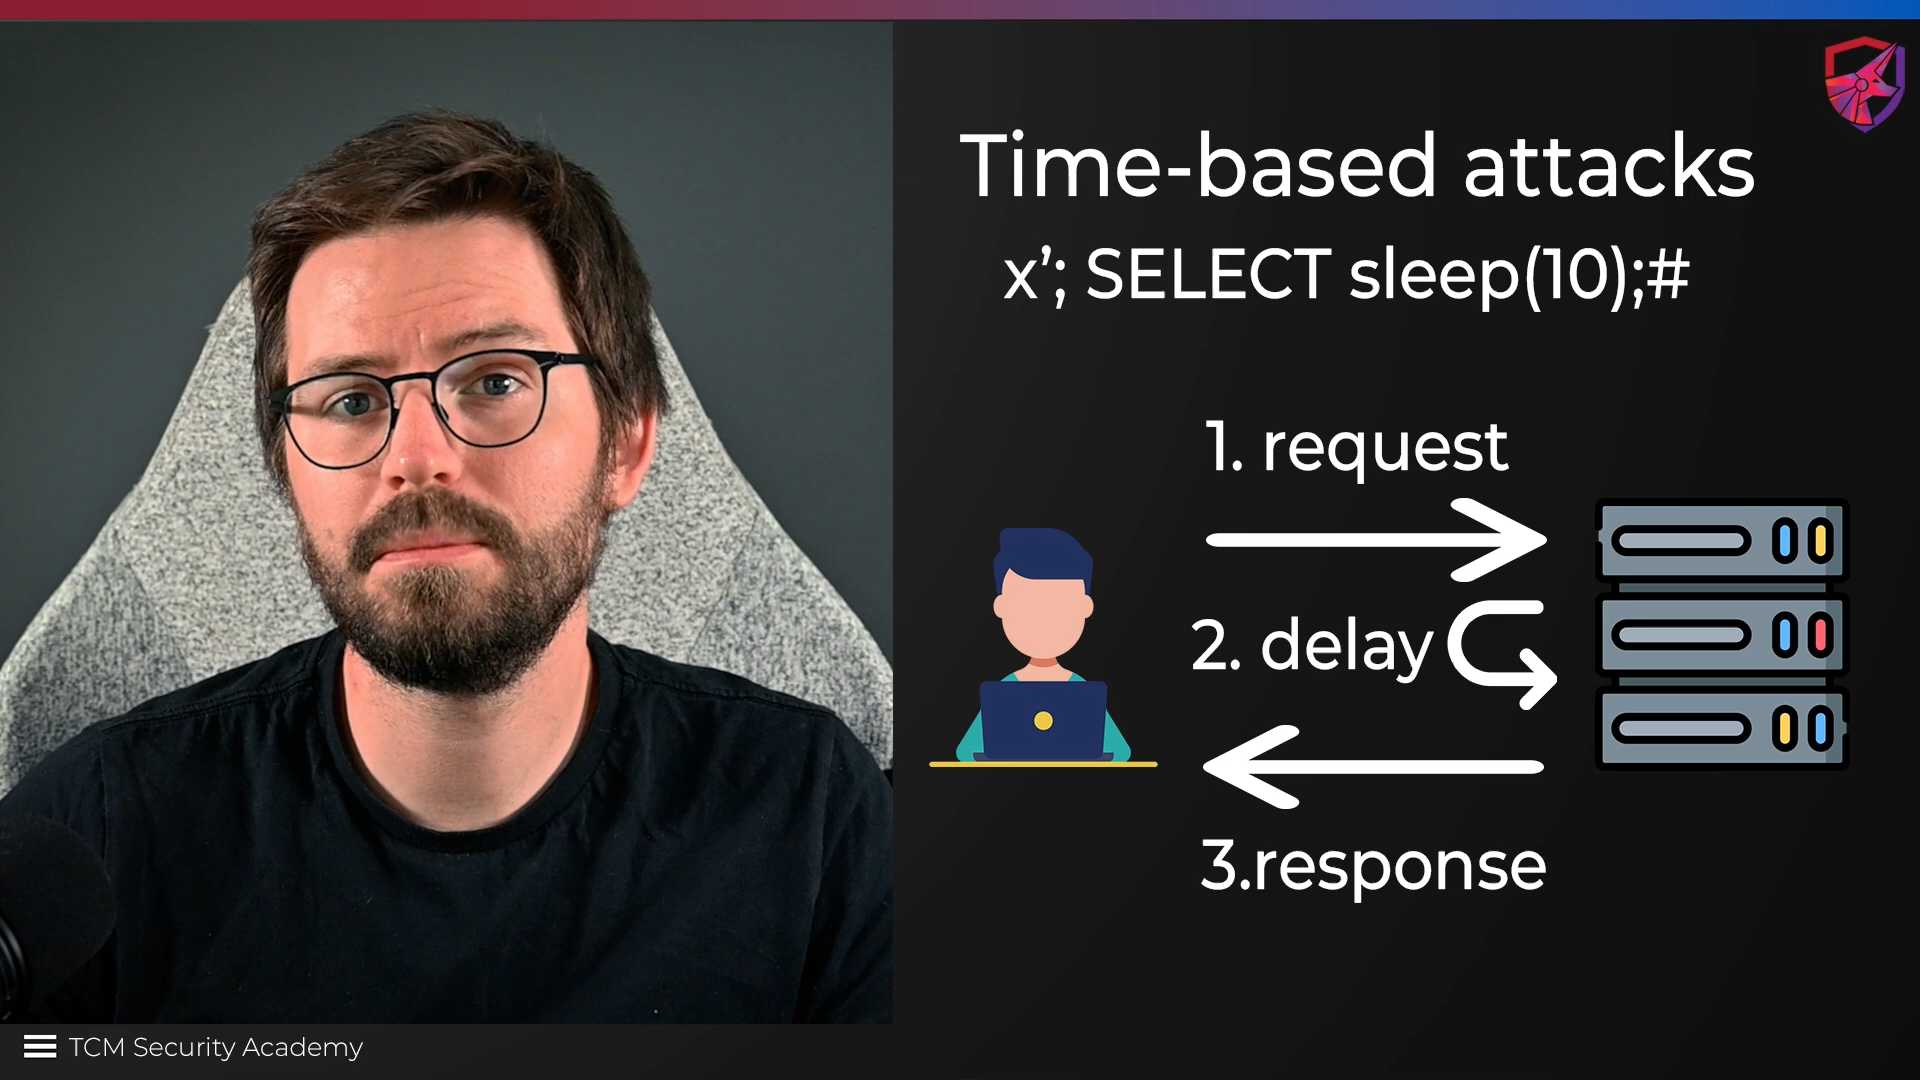 Time-based attacks
x’; SELECT sleep(10);#
1. request
2. delay
3.response
TCM Security Academy